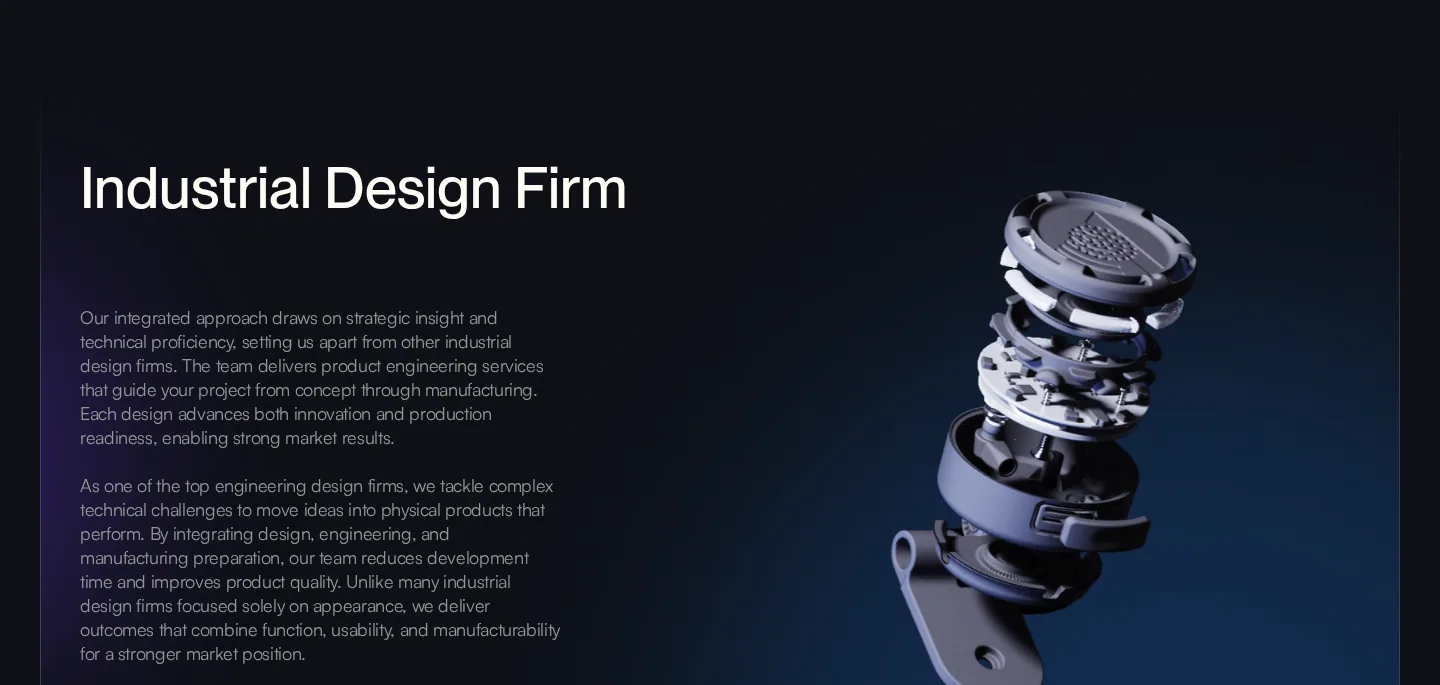 Industrial Design Firm
Our integrated approach draws on strategic insight and
technical proficiency, setting us apart from other industrial
design firms. The team delivers product engineering services
that guide your project from concept through manufacturing.
Each design advances both innovation and production
readiness, enabling strong market results.
As one of the top engineering design firms, we tackle complex
technical challenges to move ideas into physical products that
perform. By integrating design, engineering, and
manufacturing preparation, our team reduces development
time and improves product quality. Unlike many industrial
design firms focused solely on appearance, we deliver
outcomes that combine function, usability, and manufacturability
for a stronger market position.